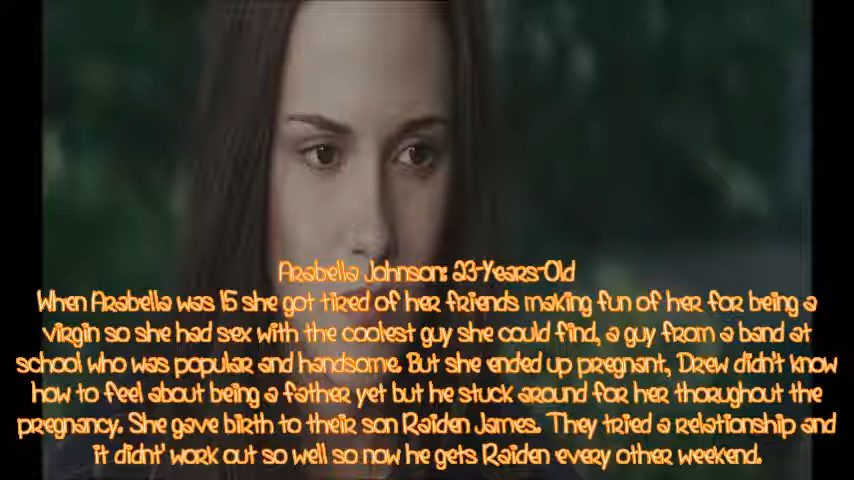 Arabella Johnson: 23-Years-Old
When Arabella was 15 she got tired of her friends making fun of her for being a
virgin so she had sex with the coolest guy she could find, a guy from a band at
school who was popular and handsome. But she ended up pregnant, Drew didn't know
how to feel about being a father yet but he stuck around for her thorughout the
pregnancy. She gave birth to their son Raiden James. They tried a relationship and
it didnt' work out so well so now he gets Raiden every other weekend.